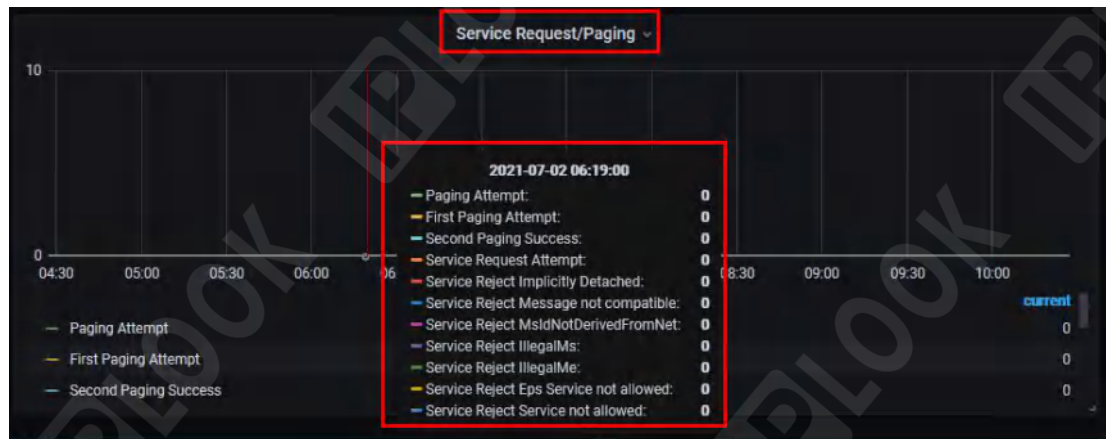 Service Request/Paging
10
0
04:30 05:00 05:30 06:00 06 08:30 09:00 09:30 10:00
2021-07-02 06:19:00
Paging Attempt: 0
First Paging Attempt: 0
Second Paging Success: 0
Service Request Attempt: 0
Service Reject Implicitly Detached: 0
Service Reject Message not compatible: 0
Service Reject MsIdNotDerivedFromNet: 0
Service Reject IllegalMs: 0
Service Reject IllegalMe: 0
Service Reject Eps Service not allowed: 0
Service Reject Service not allowed: 0
current
Paging Attempt 0
First Paging Attempt 0
Second Paging Success 0
IPLOOK
IPLOOK